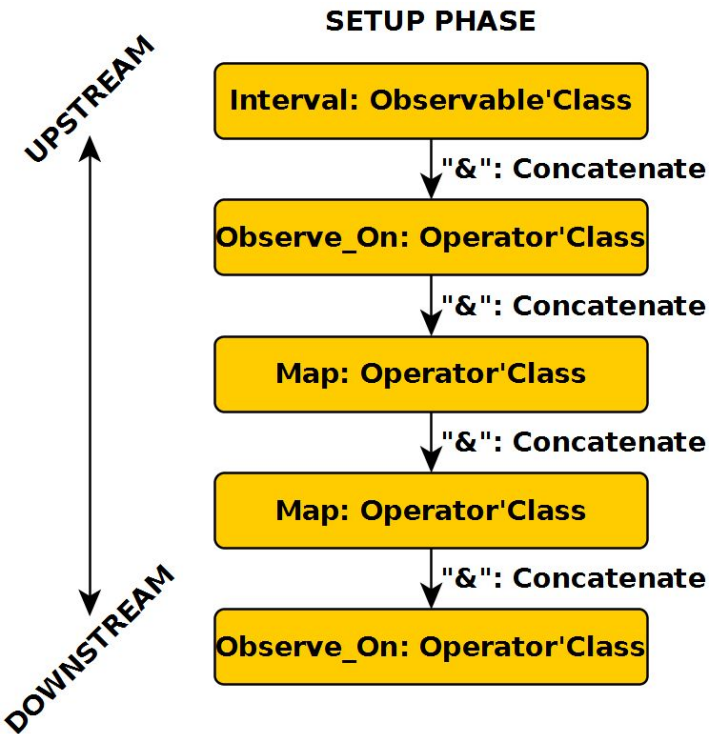 SETUP PHASE
UPSTREAM
Interval: Observable'Class
"&": Concatenate
Observe_On: Operator'Class
"&": Concatenate
Map: Operator'Class
"&": Concatenate
Map: Operator'Class
"&": Concatenate
Observe_On: Operator'Class
DOWNSTREAM